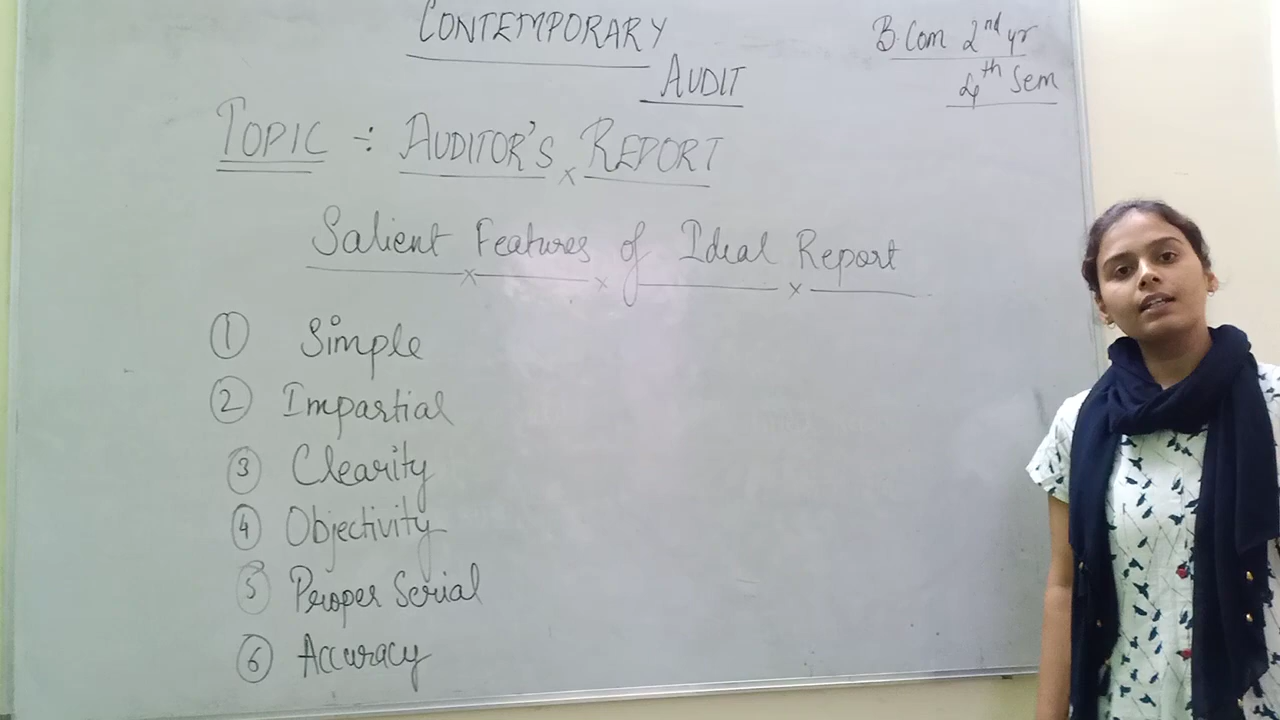 CONTEMPORARY
AUDIT
B.Com 2nd yr
4th Sem
TOPIC ÷ AUDITOR'S REPORT
Salient Features of Ideal Report
① Simple
② Impartial
③ Clearity
④ Objectivity
⑤ Proper Serial
⑥ Accuracy